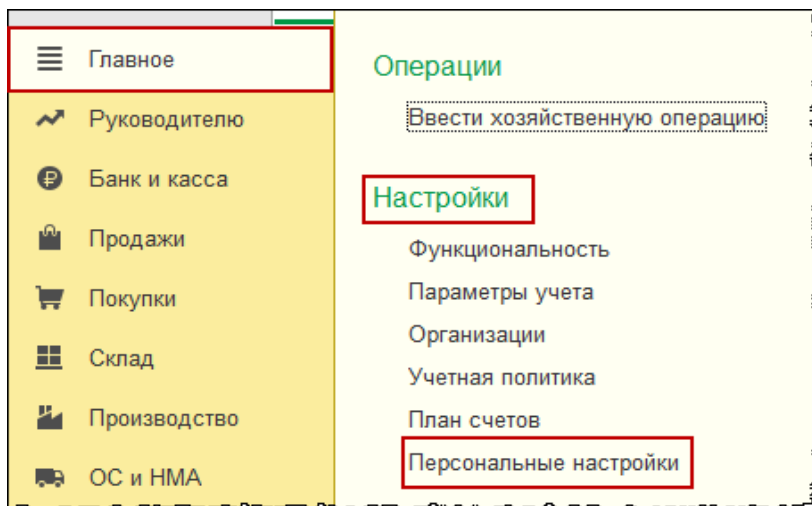 Главное
Руководителю
Банк и касса
Продажи
Покупки
Склад
Производство
ОС и НМА
Операции
Ввести хозяйственную операцию
Настройки
Функциональность
Параметры учета
Организации
Учетная политика
План счетов
Персональные настройки